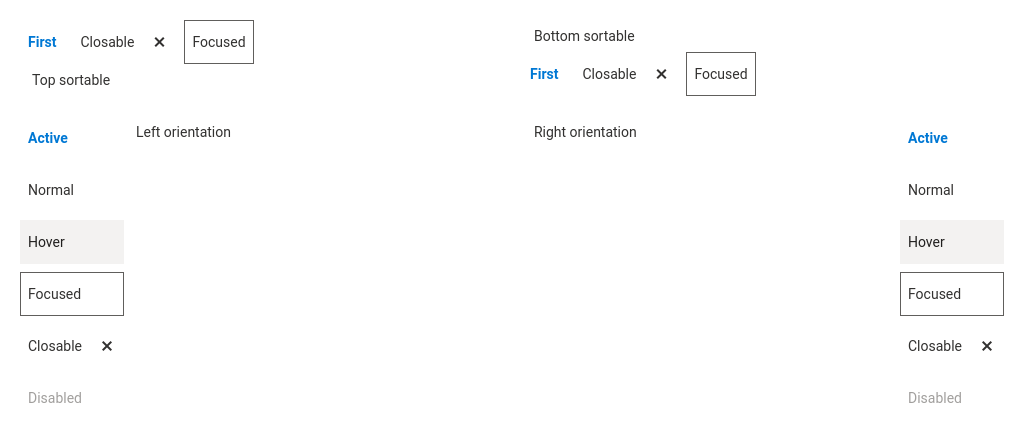 First Closable × Focused
Top sortable
Bottom sortable
First Closable × Focused
Active
Left orientation
Normal
Hover
Focused
Closable ×
Disabled
Right orientation
Active
Normal
Hover
Focused
Closable ×
Disabled